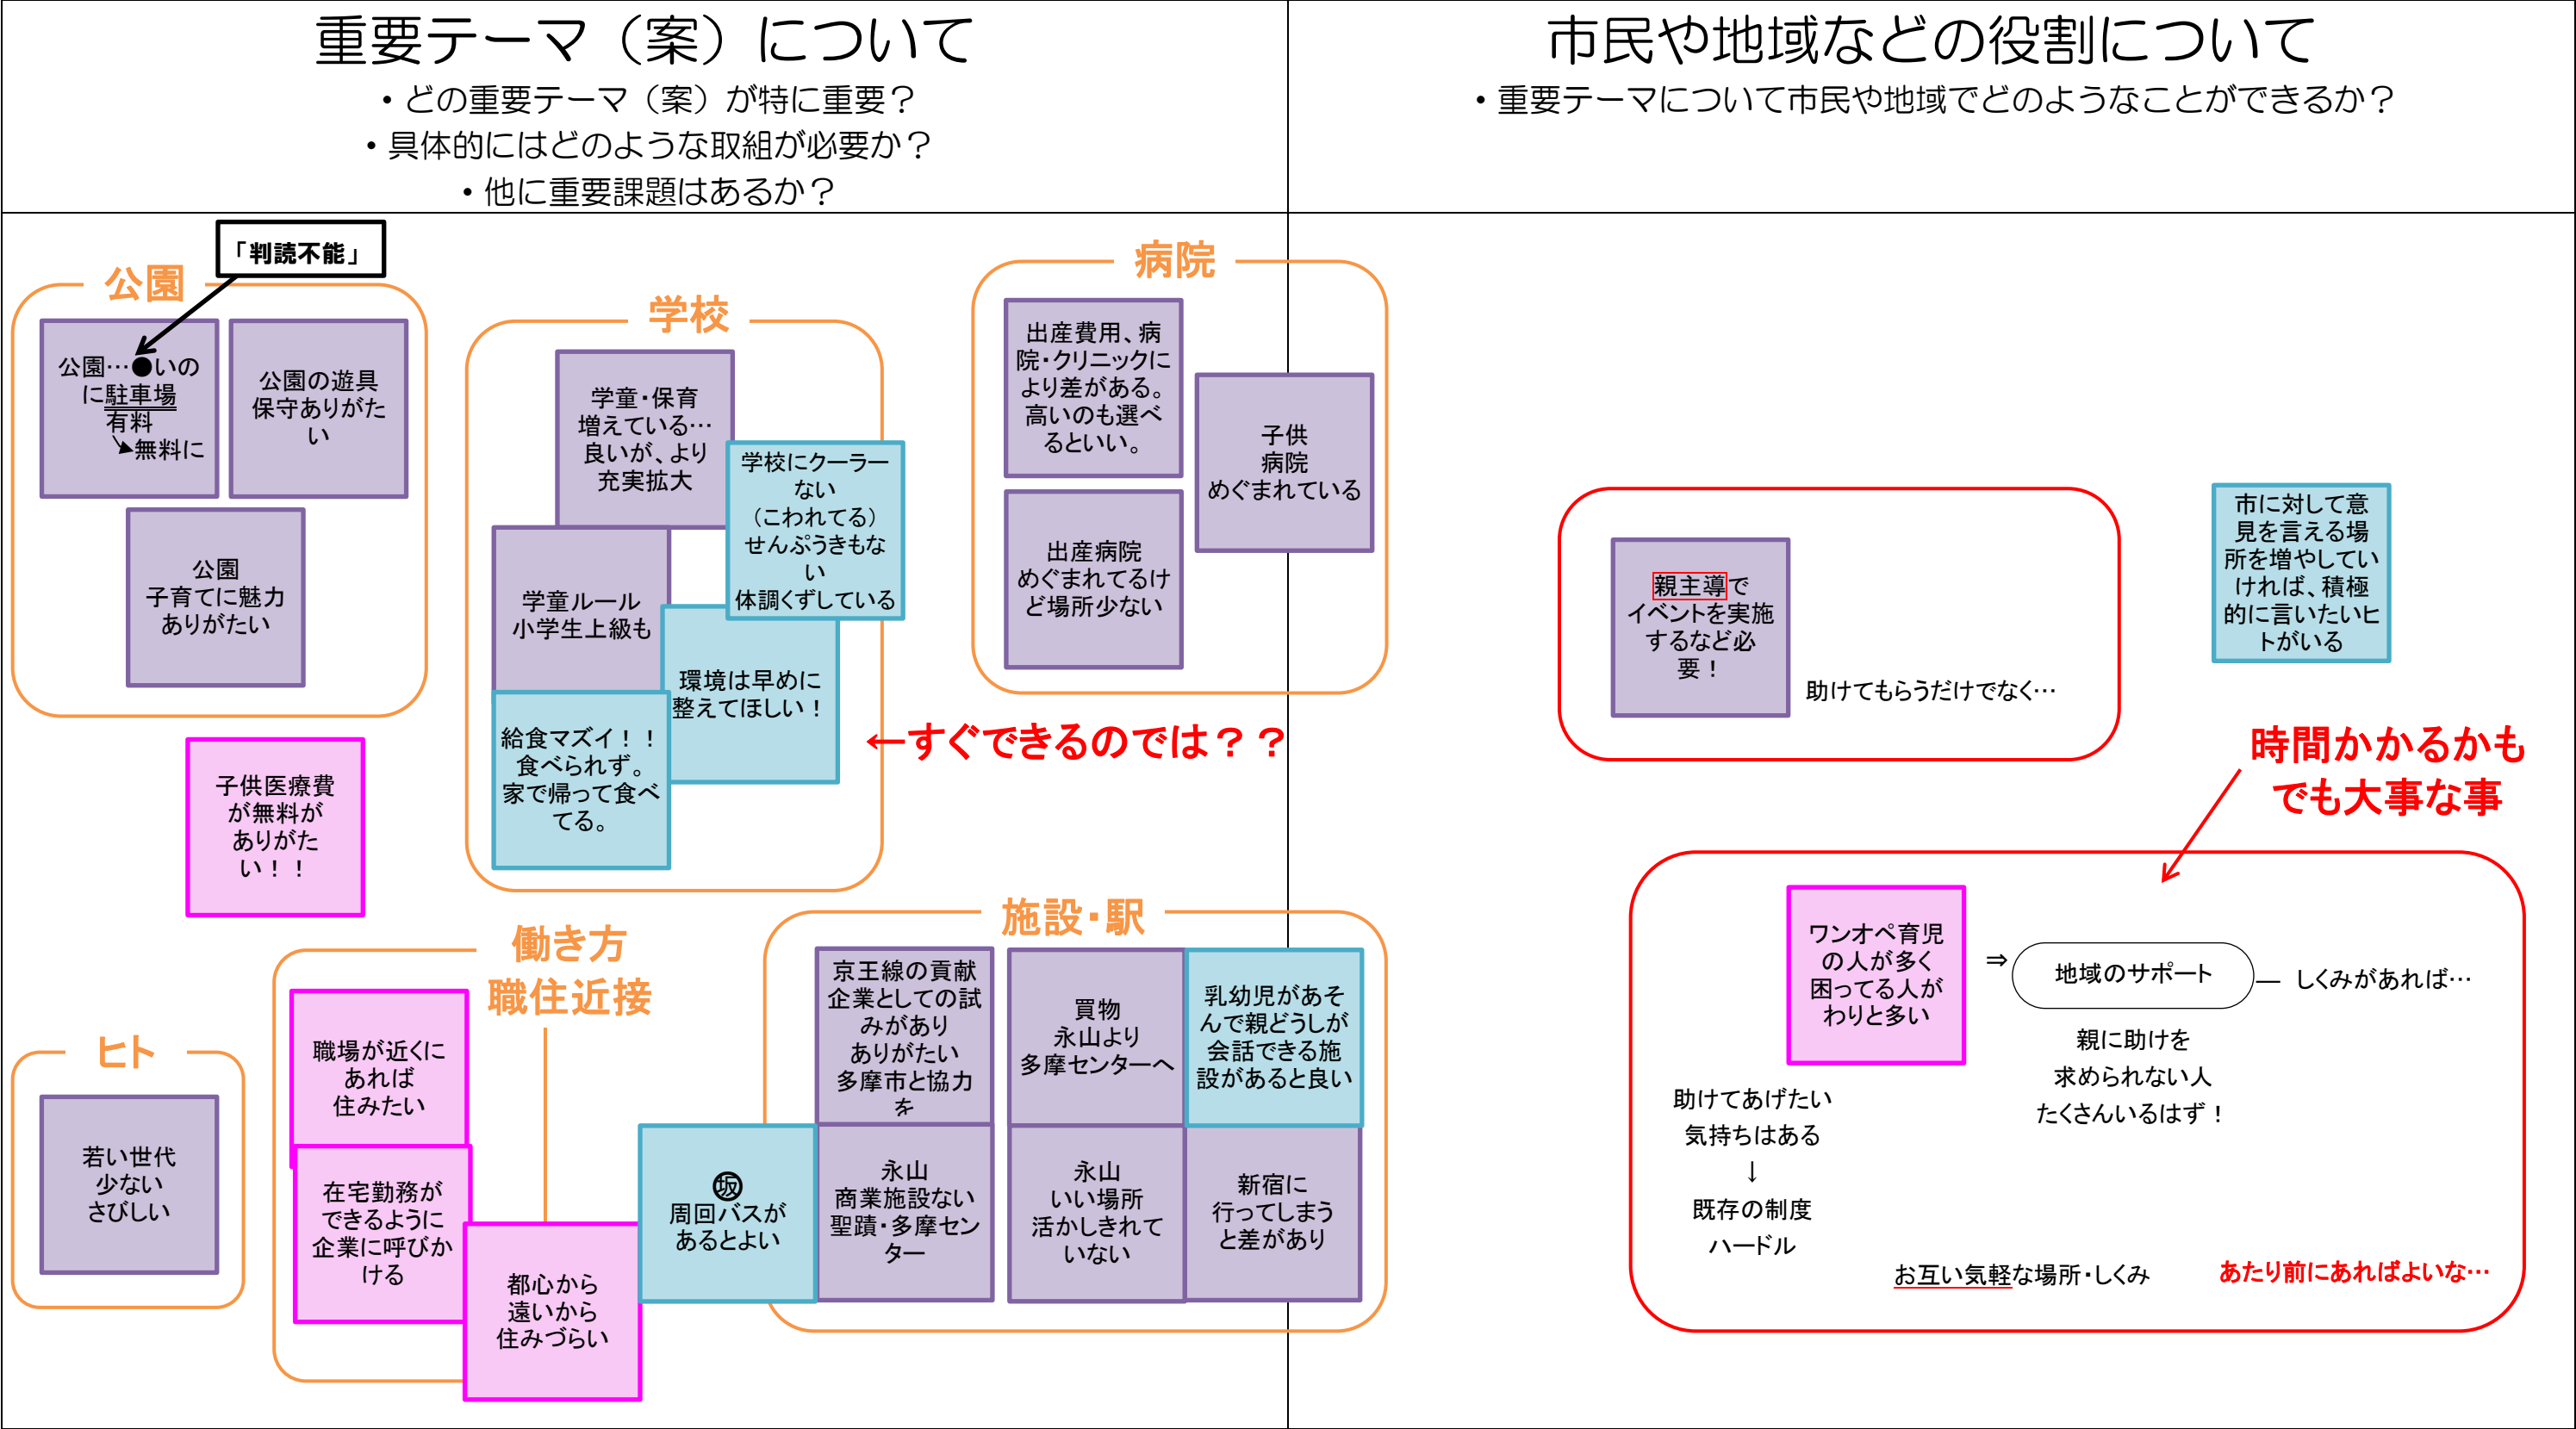 重要テーマ（案）について
・どの重要テーマ（案）が特に重要？
・具体的にはどのような取組が必要か？
・他に重要課題はあるか？
市民や地域などの役割について
・重要テーマについて市民や地域でどのようなことができるか？
「判読不能」
公園
公園…●いの
に駐車場
有料
無料に
公園の遊具
保守ありがた
い
公園
子育てに魅力
ありがたい
学校
学童・保育
増えている…
良いが、より
充実拡大
学校にクーラー
ない
（こわれてる）
せんぷうきもな
い
体調くずしている
学童ルール
小学生上級も
環境は早めに
整えてほしい！
給食マズイ！！
食べられず。
家で帰って食べ
てる。
←すぐできるのでは？？
病院
出産費用、病
院・クリニックに
より差がある。
高いのも選べ
るといい。
子供
病院
めぐまれている
出産病院
めぐまれてるけ
ど場所少ない
子供医療費
が無料が
ありがた
い！！
ヒト
若い世代
少ない
さびしい
働き方
職住近接
職場が近くに
あれば
住みたい
在宅勤務が
できるように
企業に呼びか
ける
都心から
遠いから
住みづらい
施設・駅
京王線の貢献
企業としての試
みがあり
ありがたい
多摩市と協力
を
買物
永山より
多摩センターへ
乳幼児があそ
んで親どうしが
会話できる施
設があると良い
坂
周回バスが
あるとよい
永山
商業施設ない
聖蹟・多摩セン
ター
永山
いい場所
活かしきれて
いない
新宿に
行ってしまう
と差があり
親主導で
イベントを実施
するなど必
要！
助けてもらうだけでなく…
市に対して意
見を言える場
所を増やしてい
ければ、積極
的に言いたいヒ
トがいる
時間かかるかも
でも大事な事
ワンオペ育児
の人が多く
困ってる人が
わりと多い
⇒
地域のサポート
― しくみがあれば…
親に助けを
求められない人
たくさんいるはず！
助けてあげたい
気持ちはある
↓
既存の制度
ハードル
お互い気軽な場所・しくみ
あたり前にあればよいな…